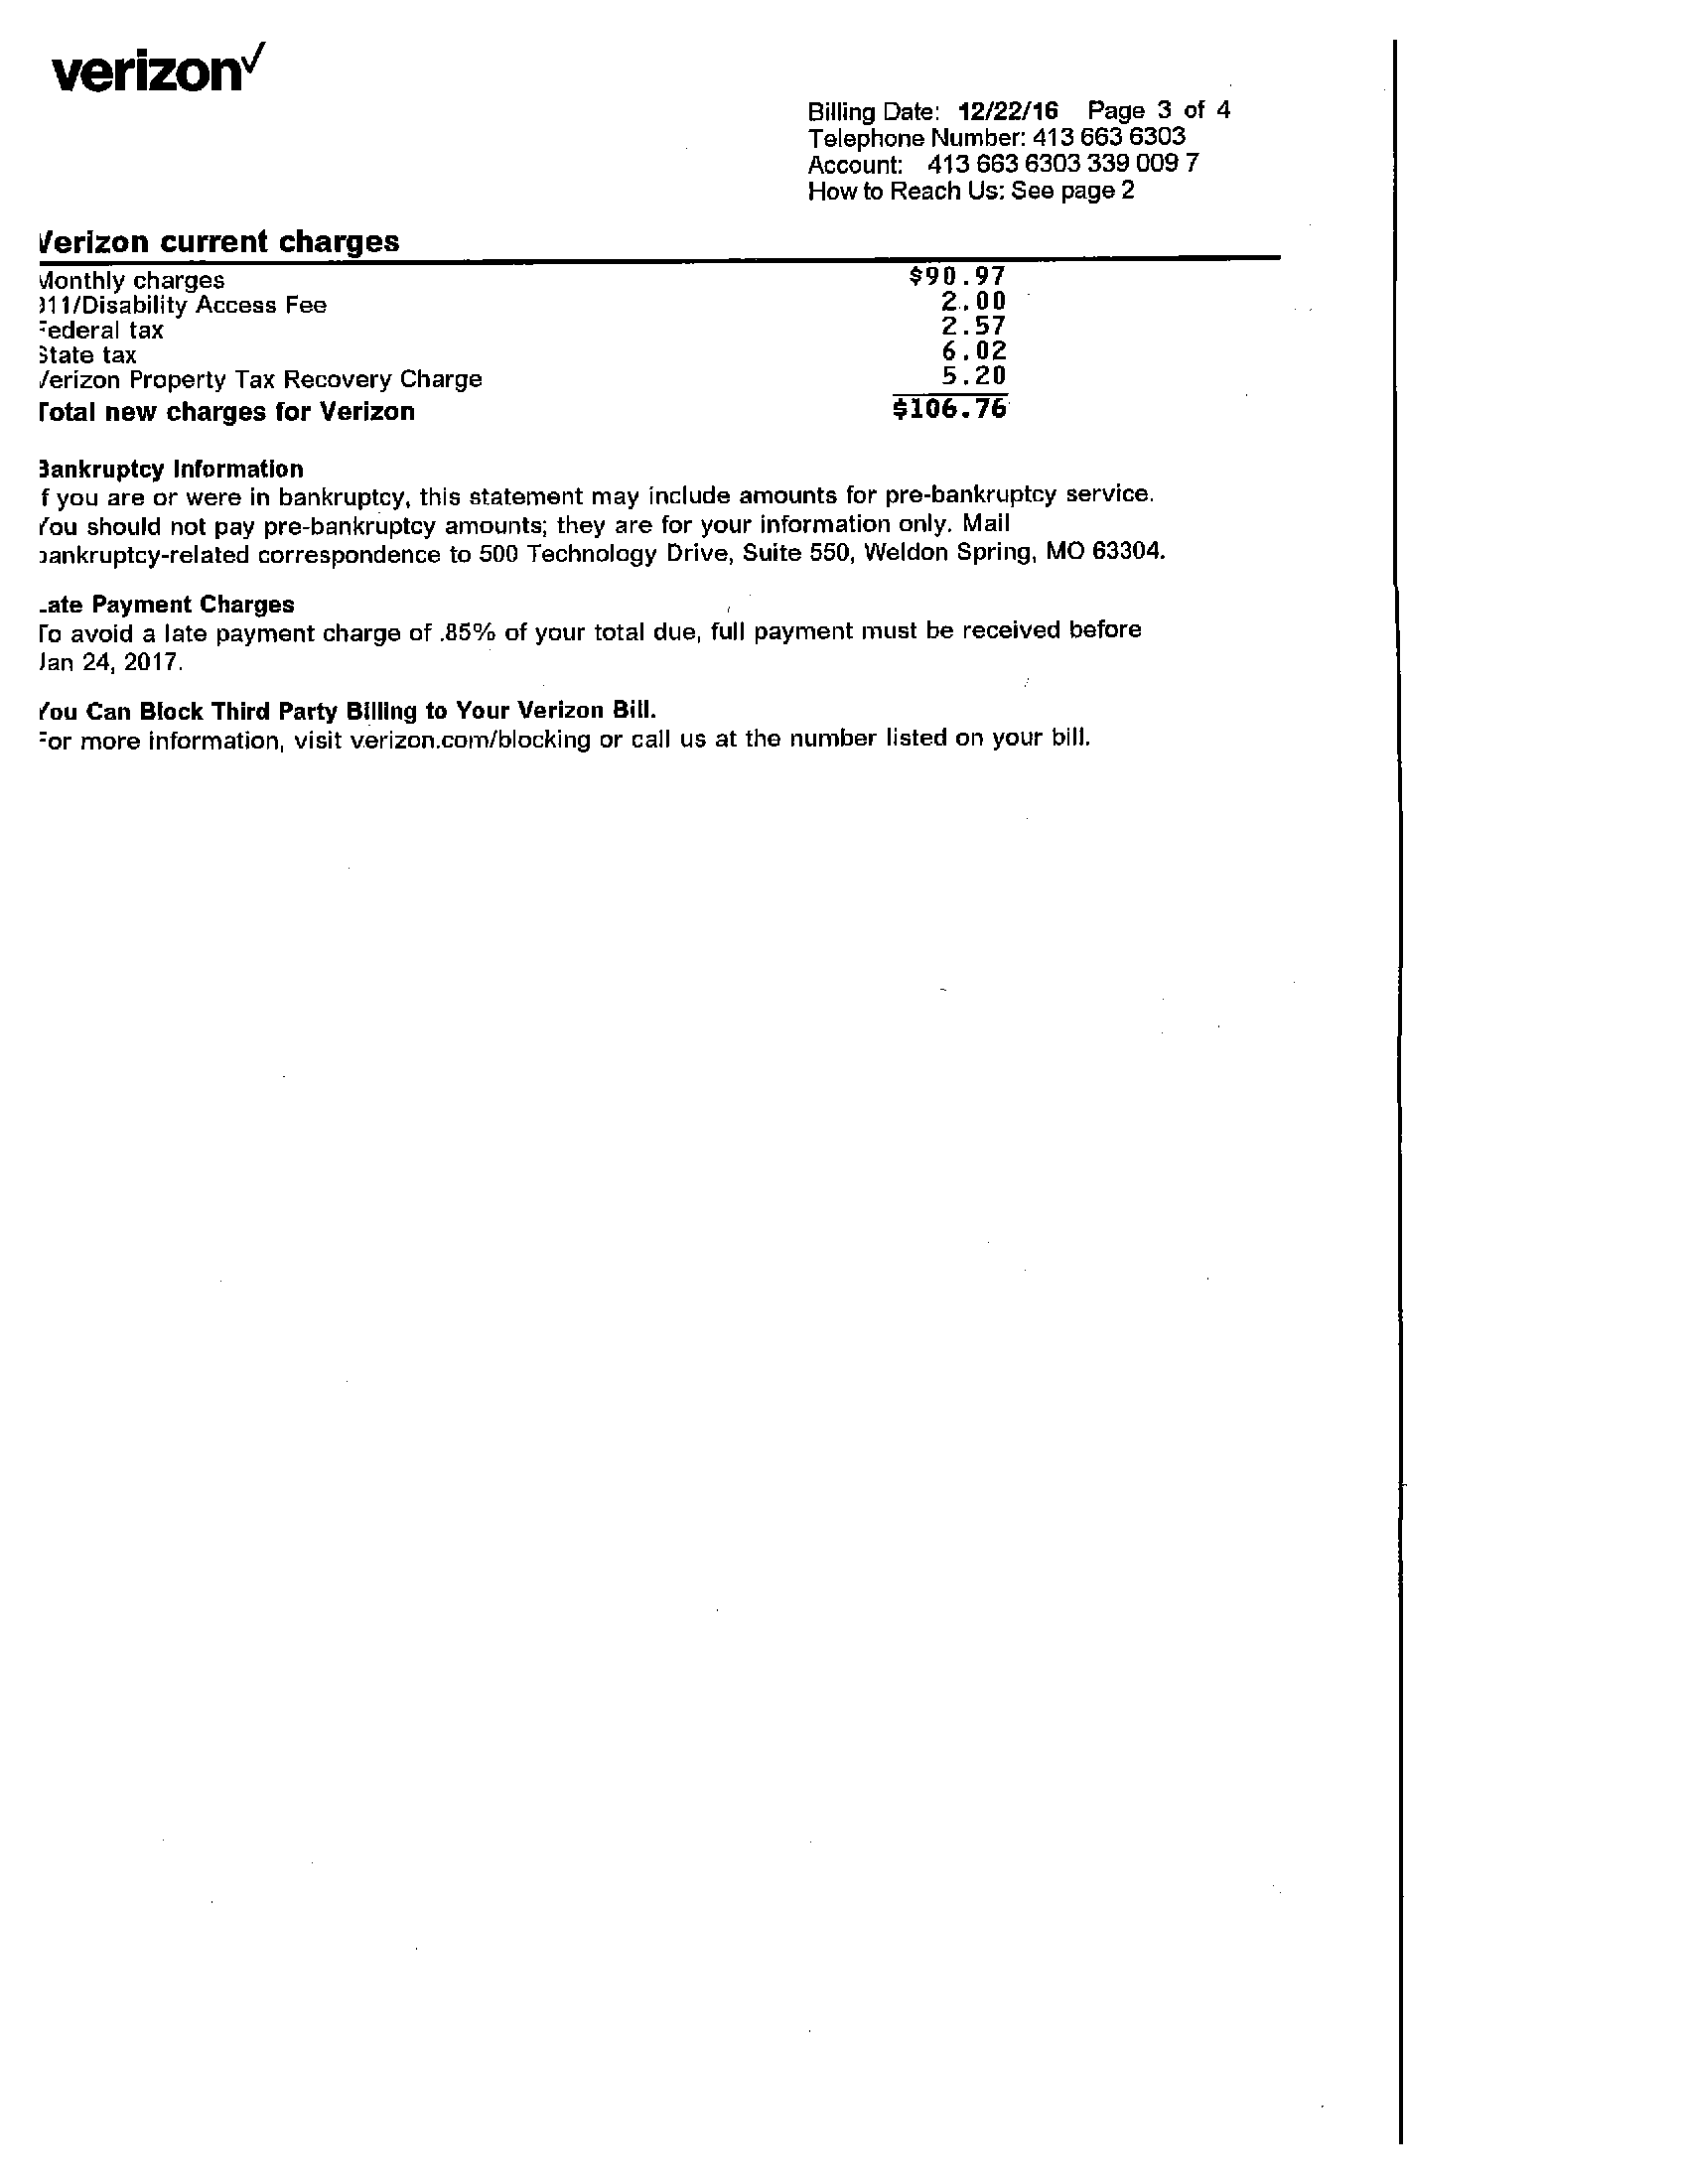 verizon✓
Billing Date: 12/22/16 Page 3 of 4
Telephone Number: 413 663 6303
Account: 413 663 6303 339 009 7
How to Reach Us: See page 2
Verizon current charges
Monthly charges $90.97
911/Disability Access Fee 2.00
Federal tax 2.57
State tax 6.02
Verizon Property Tax Recovery Charge 5.20
Total new charges for Verizon $106.76
Bankruptcy Information
f you are or were in bankruptcy, this statement may include amounts for pre-bankruptcy service.
You should not pay pre-bankruptcy amounts; they are for your information only. Mail
bankruptcy-related correspondence to 500 Technology Drive, Suite 550, Weldon Spring, MO 63304.
Late Payment Charges
To avoid a late payment charge of .85% of your total due, full payment must be received before
Jan 24, 2017.
You Can Block Third Party Billing to Your Verizon Bill.
For more information, visit verizon.com/blocking or call us at the number listed on your bill.